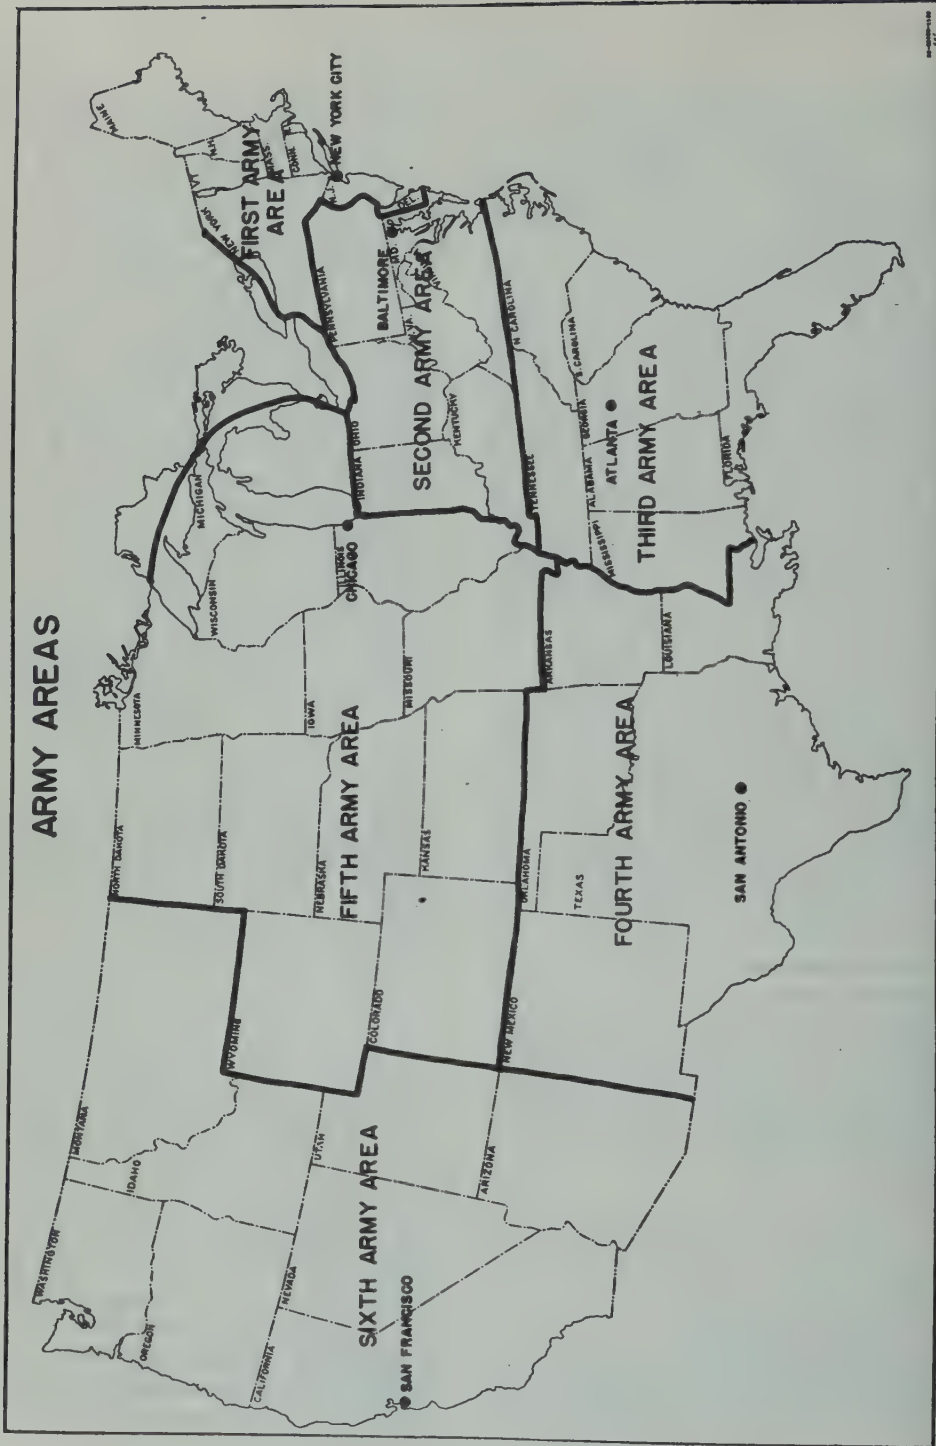 ARMY AREAS
WASHINGTON
MONTANA
NORTH DAKOTA
MINNESOTA
MAINE
IDAHO
OREGON
SOUTH DAKOTA
WISCONSIN
MICHIGAN
VT
N.H.
NEW YORK
MASS.
CONN.
R.I.
FIRST ARMY
AREA
NEW YORK CITY
WYOMING
NEBRASKA
IOWA
ILLINOIS
CHICAGO
INDIANA
OHIO
PENNSYLVANIA
N.J.
CALIFORNIA
NEVADA
UTAH
COLORADO
FIFTH ARMY AREA
KANSAS
MISSOURI
BALTIMORE
MD.
DEL.
SIXTH ARMY AREA
SAN FRANCISCO
SECOND ARMY AREA
KENTUCKY
ARIZONA
NEW MEXICO
OKLAHOMA
ARKANSAS
TENNESSEE
N CAROLINA
TEXAS
MISSISSIPPI
ALABAMA
GEORGIA
S.CAROLINA
ATLANTA
FOURTH ARMY AREA
THIRD ARMY AREA
LOUISIANA
FLORIDA
SAN ANTONIO